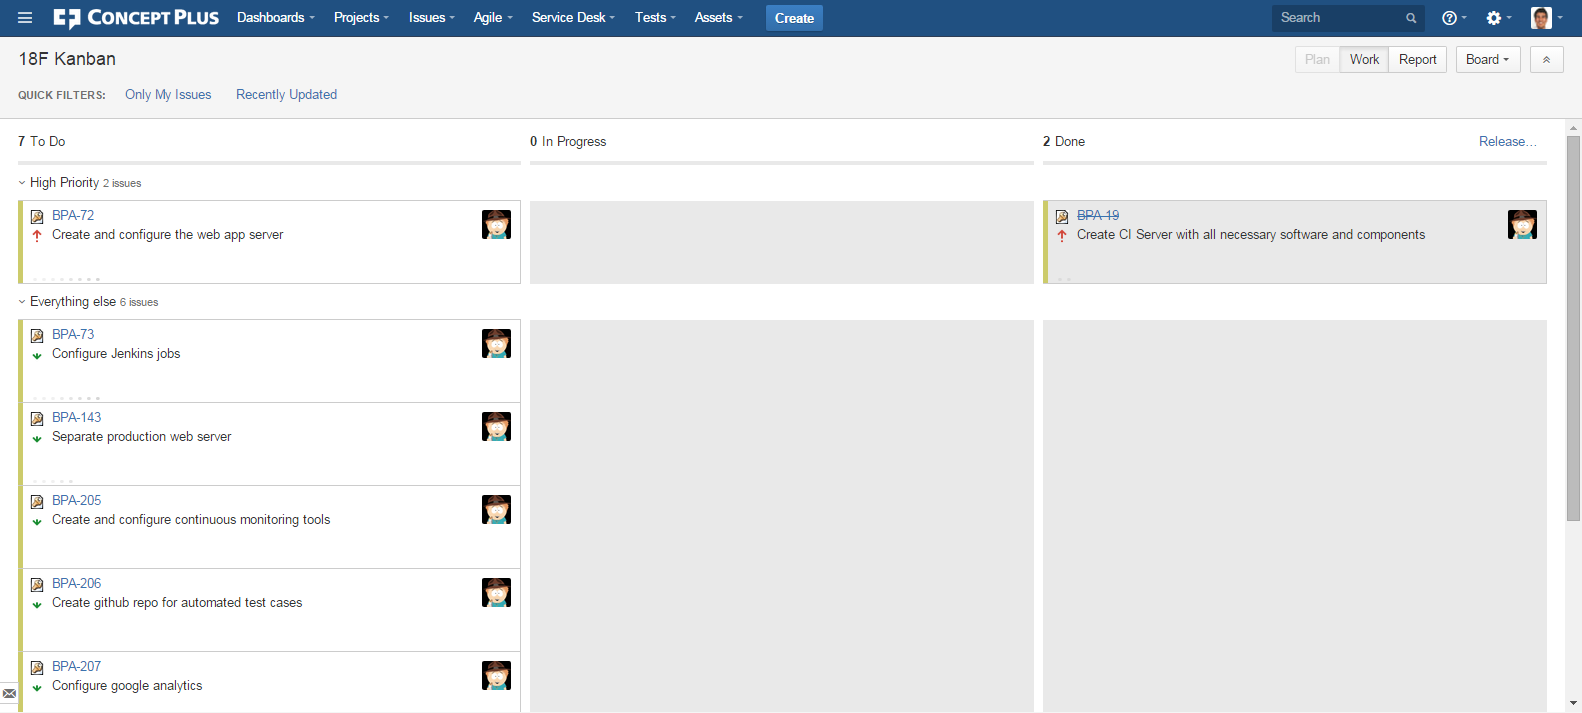 CONCEPT PLUS Dashboards Projects Issues Agile Service Desk Tests Assets Create Search
18F Kanban Plan Work Report Board
QUICK FILTERS: Only My Issues Recently Updated
7 To Do 0 In Progress 2 Done Release...
High Priority 2 issues
BPA-72 BPA-19
Create and configure the web app server Create CI Server with all necessary software and components
Everything else 6 issues
BPA-73
Configure Jenkins jobs
BPA-143
Separate production web server
BPA-205
Create and configure continuous monitoring tools
BPA-206
Create github repo for automated test cases
BPA-207
Configure google analytics